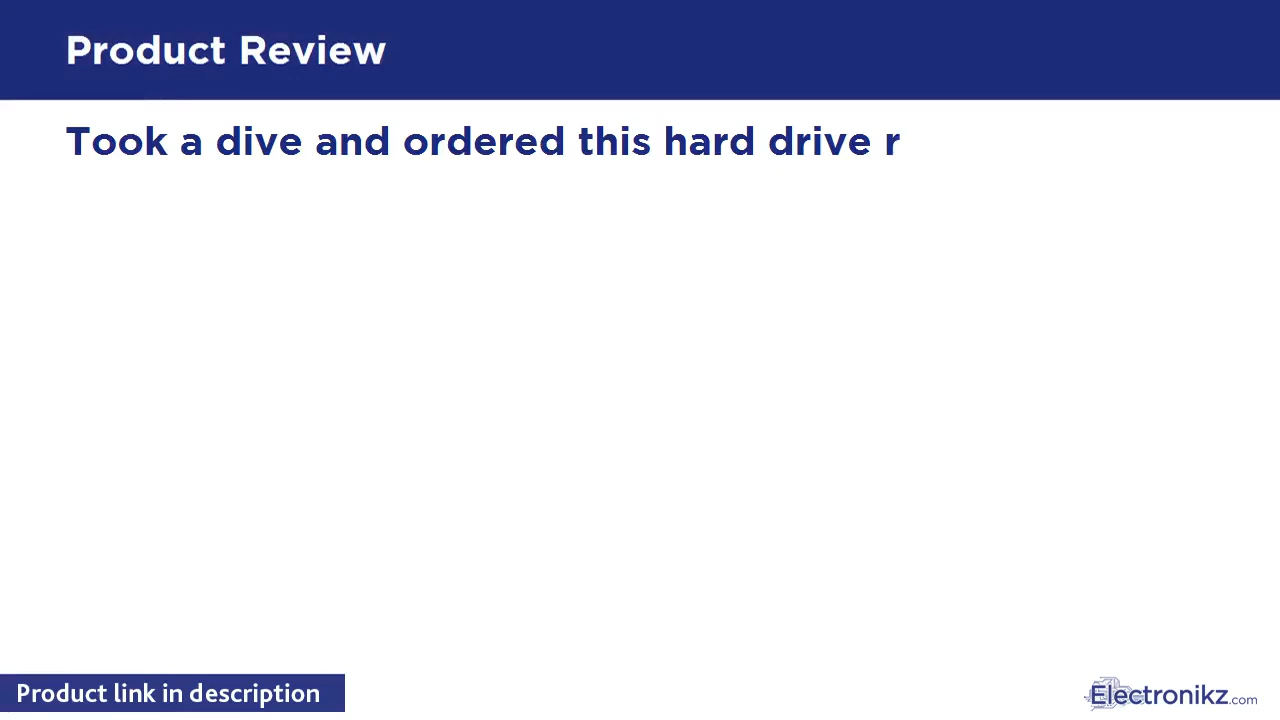 Product Review
Took a dive and ordered this hard drive r
Product link in description
Electronikz.com